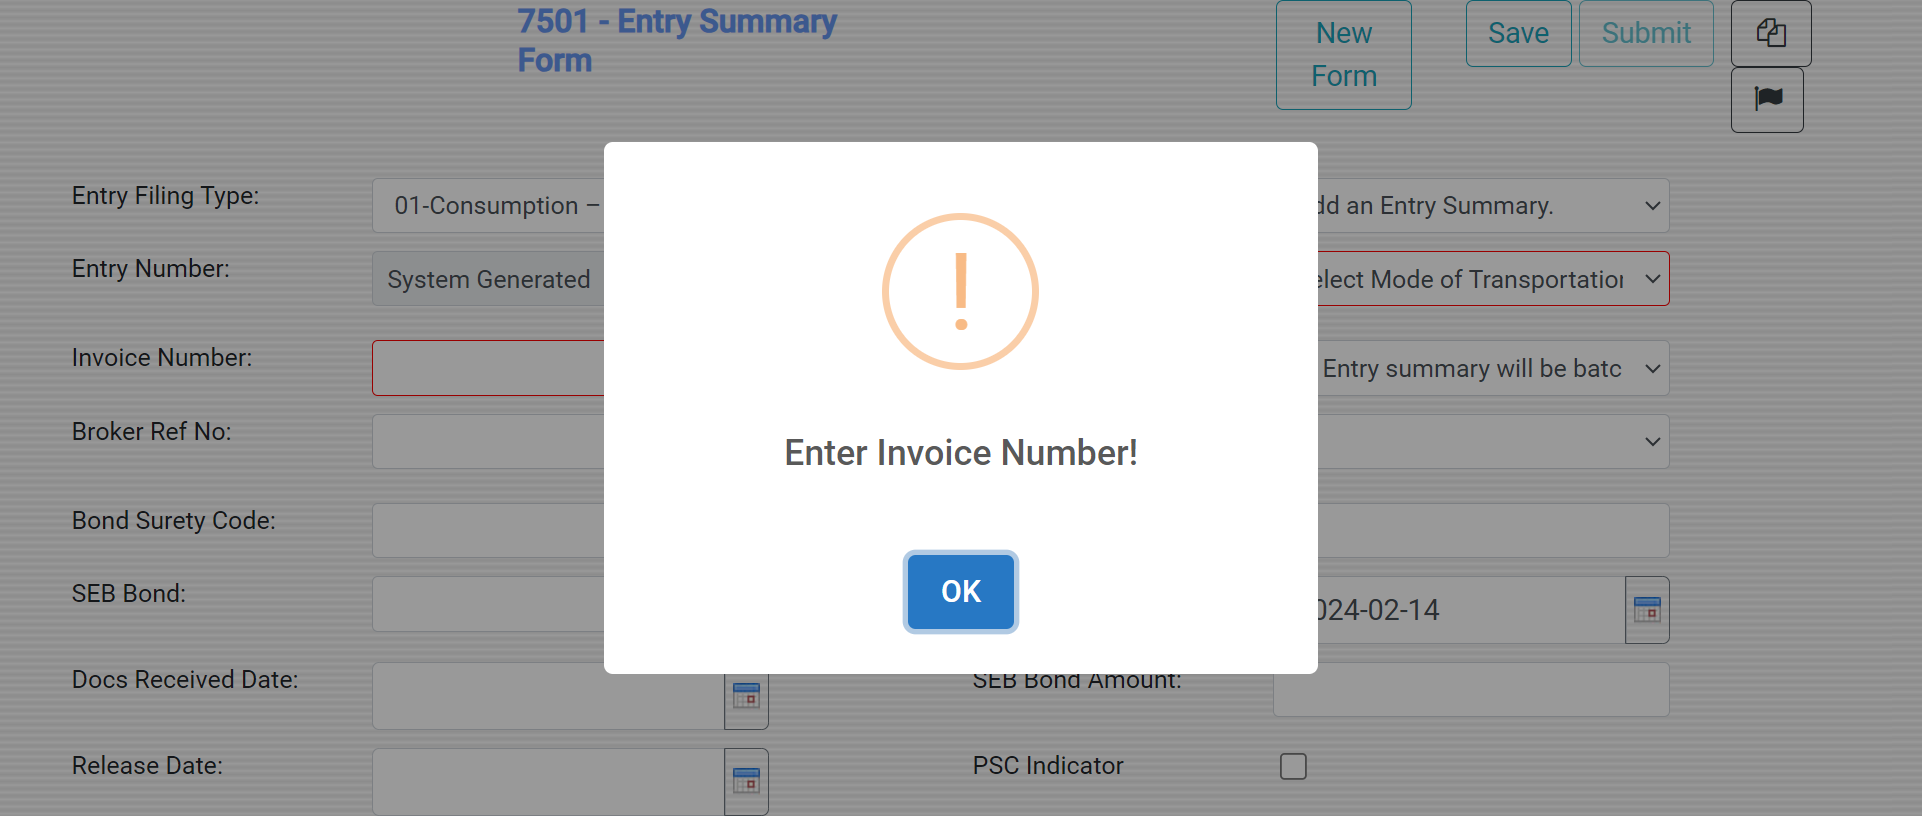 7501 - Entry Summary
Form
New
Form
Save
Submit
Entry Filing Type:
01-Consumption –
dd an Entry Summary.
Entry Number:
System Generated
elect Mode of Transportation
Invoice Number:
Entry summary will be batc
Broker Ref No:
!
Enter Invoice Number!
Bond Surety Code:
OK
SEB Bond:
024-02-14
Docs Received Date:
SEB Bond Amount:
Release Date:
PSC Indicator